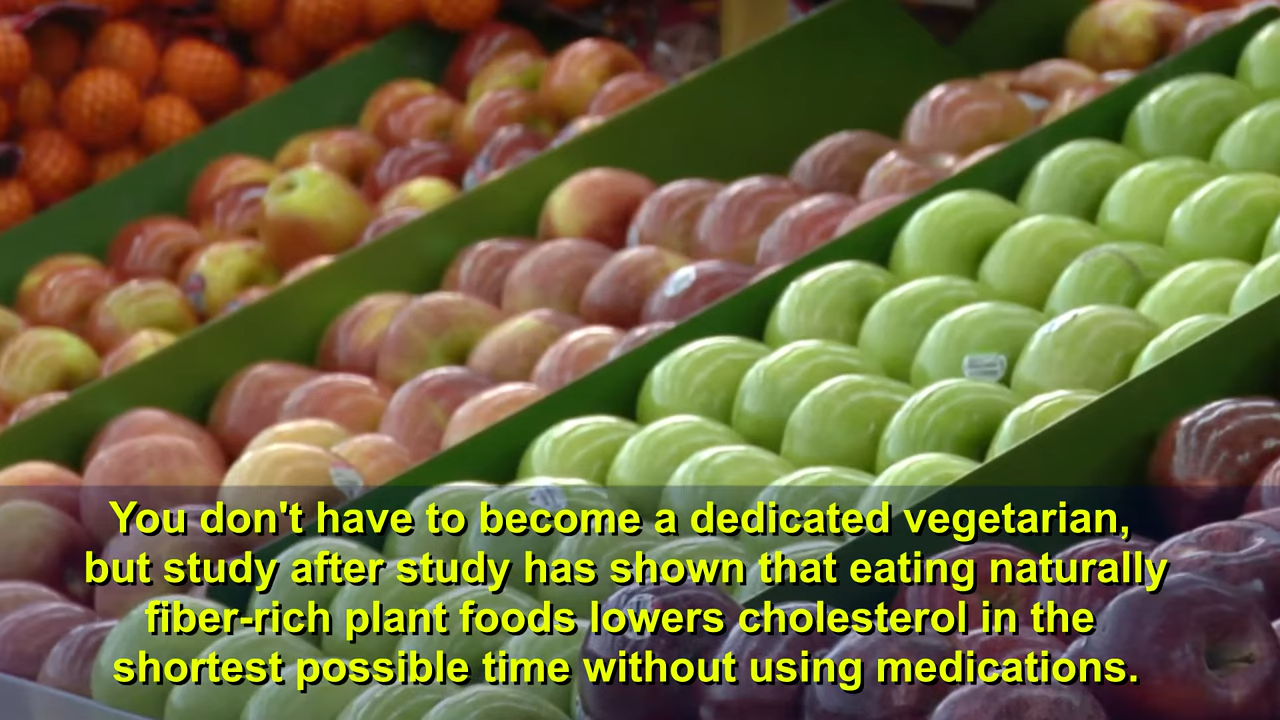 You don't have to become a dedicated vegetarian,
but study after study has shown that eating naturally
fiber-rich plant foods lowers cholesterol in the
shortest possible time without using medications.